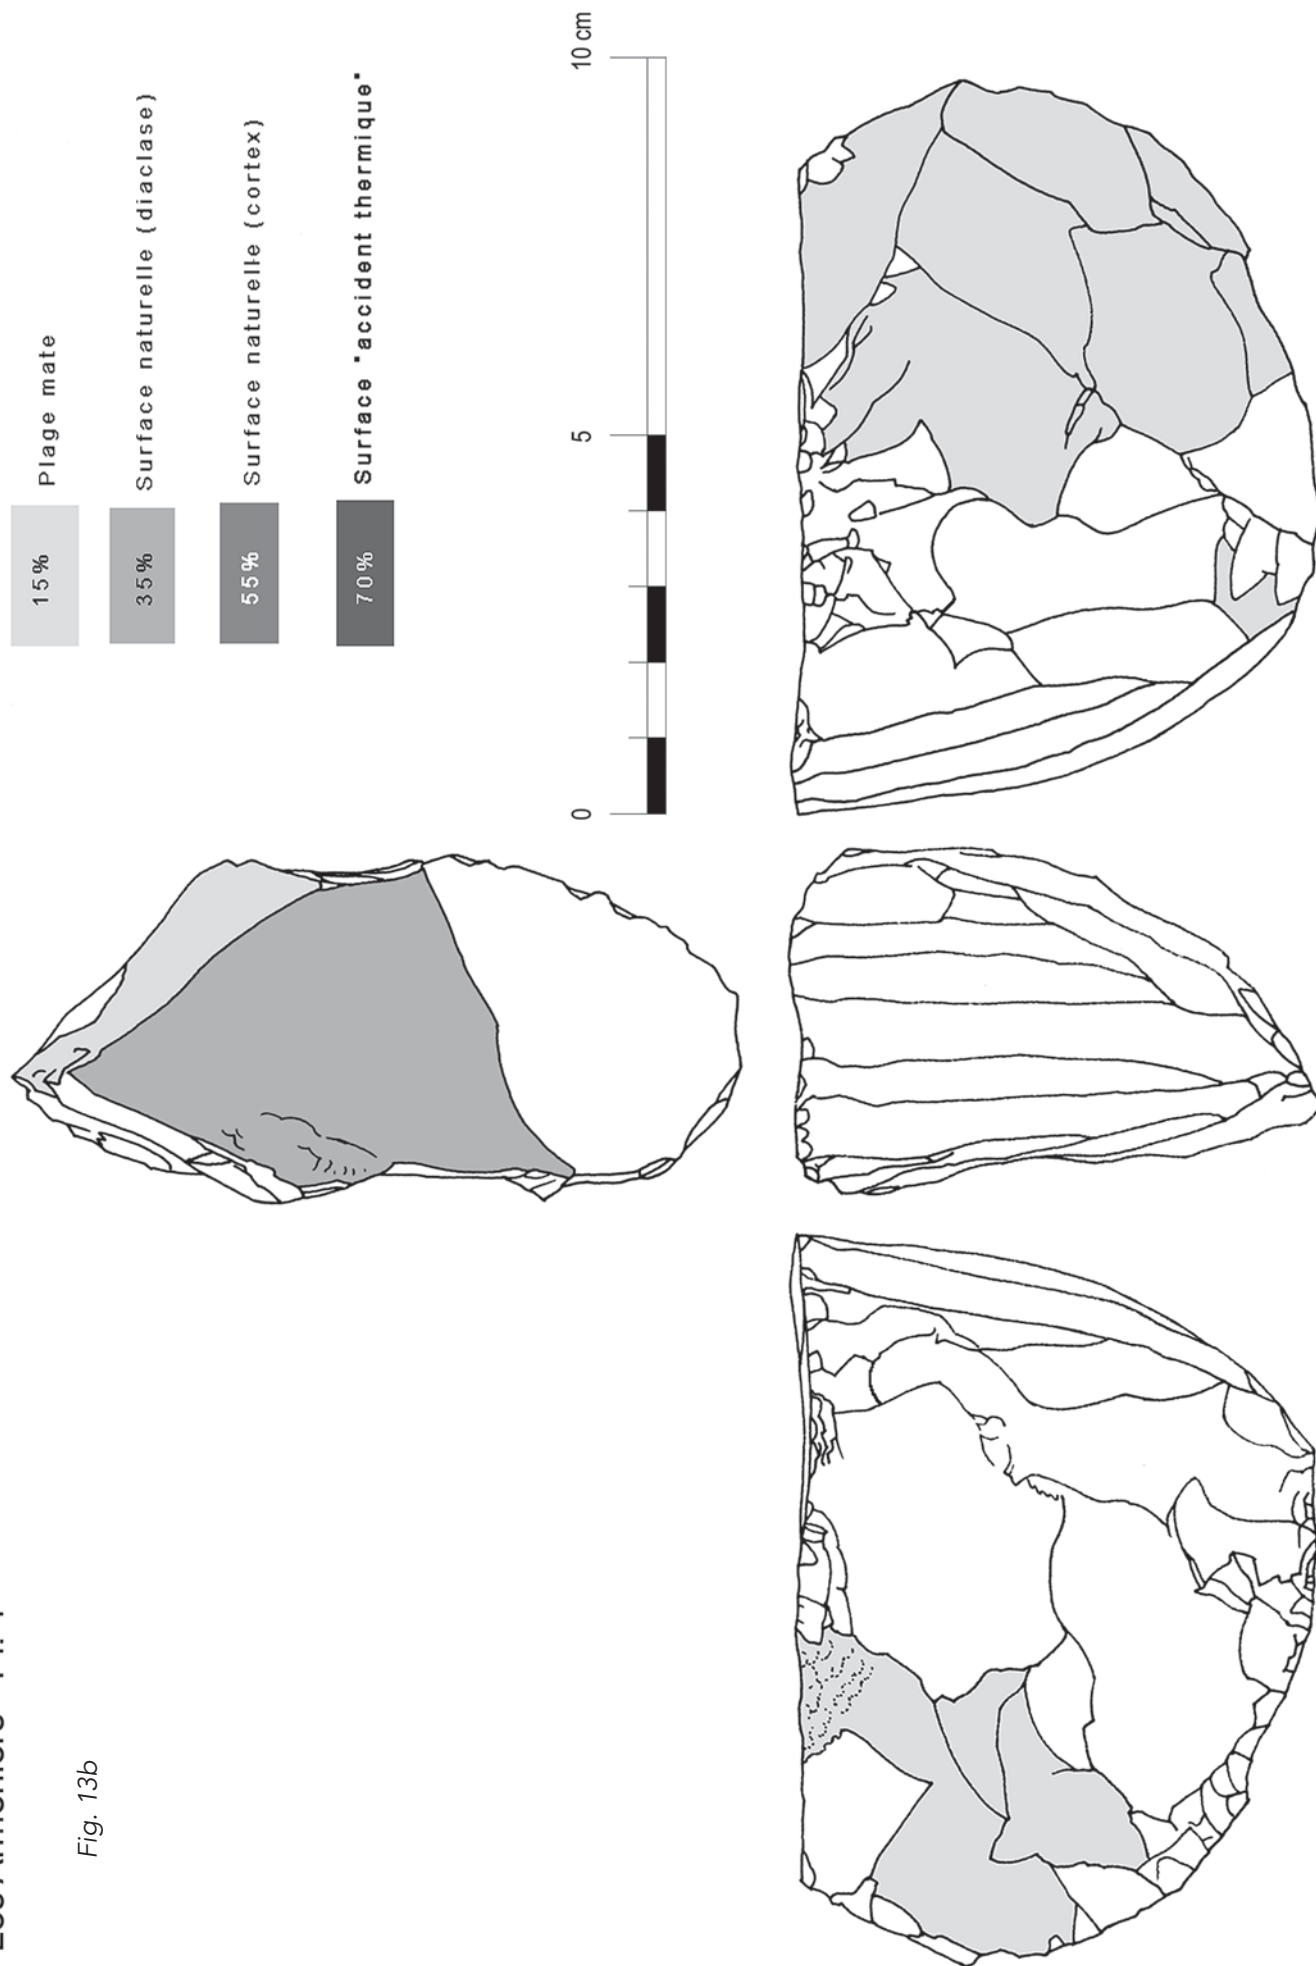 Fig. 13b
15% Plage mate
35% Surface naturelle (diaclase)
55% Surface naturelle (cortex)
70% Surface "accident thermique"
0 5 10 cm